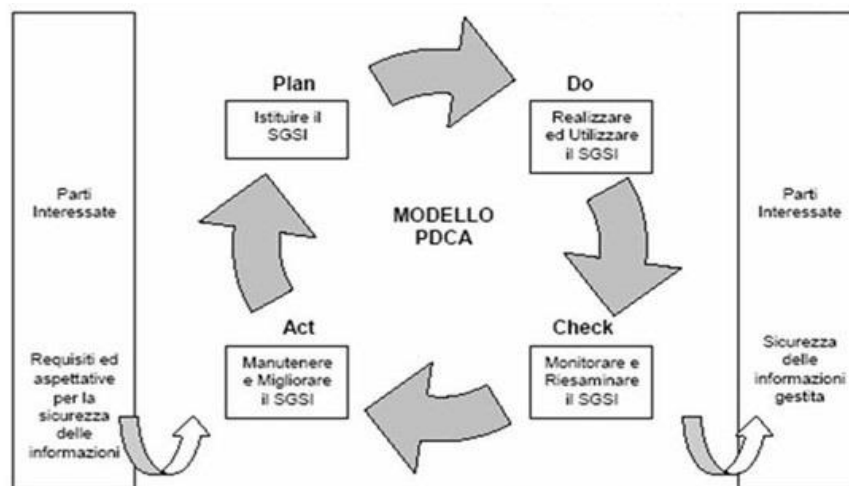 Parti
Interessate
Requisiti ed
aspettative
per la
sicurezza
delle
informazioni
Plan
Istituire il
SGSI
Do
Realizzare
ed Utilizzare
il SGSI
MODELLO
PDCA
Act
Manutenere
e Migliorare
il SGSI
Check
Monitorare e
Riesaminare
il SGSI
Parti
Interessate
Sicurezza
delle
informazioni
gestita